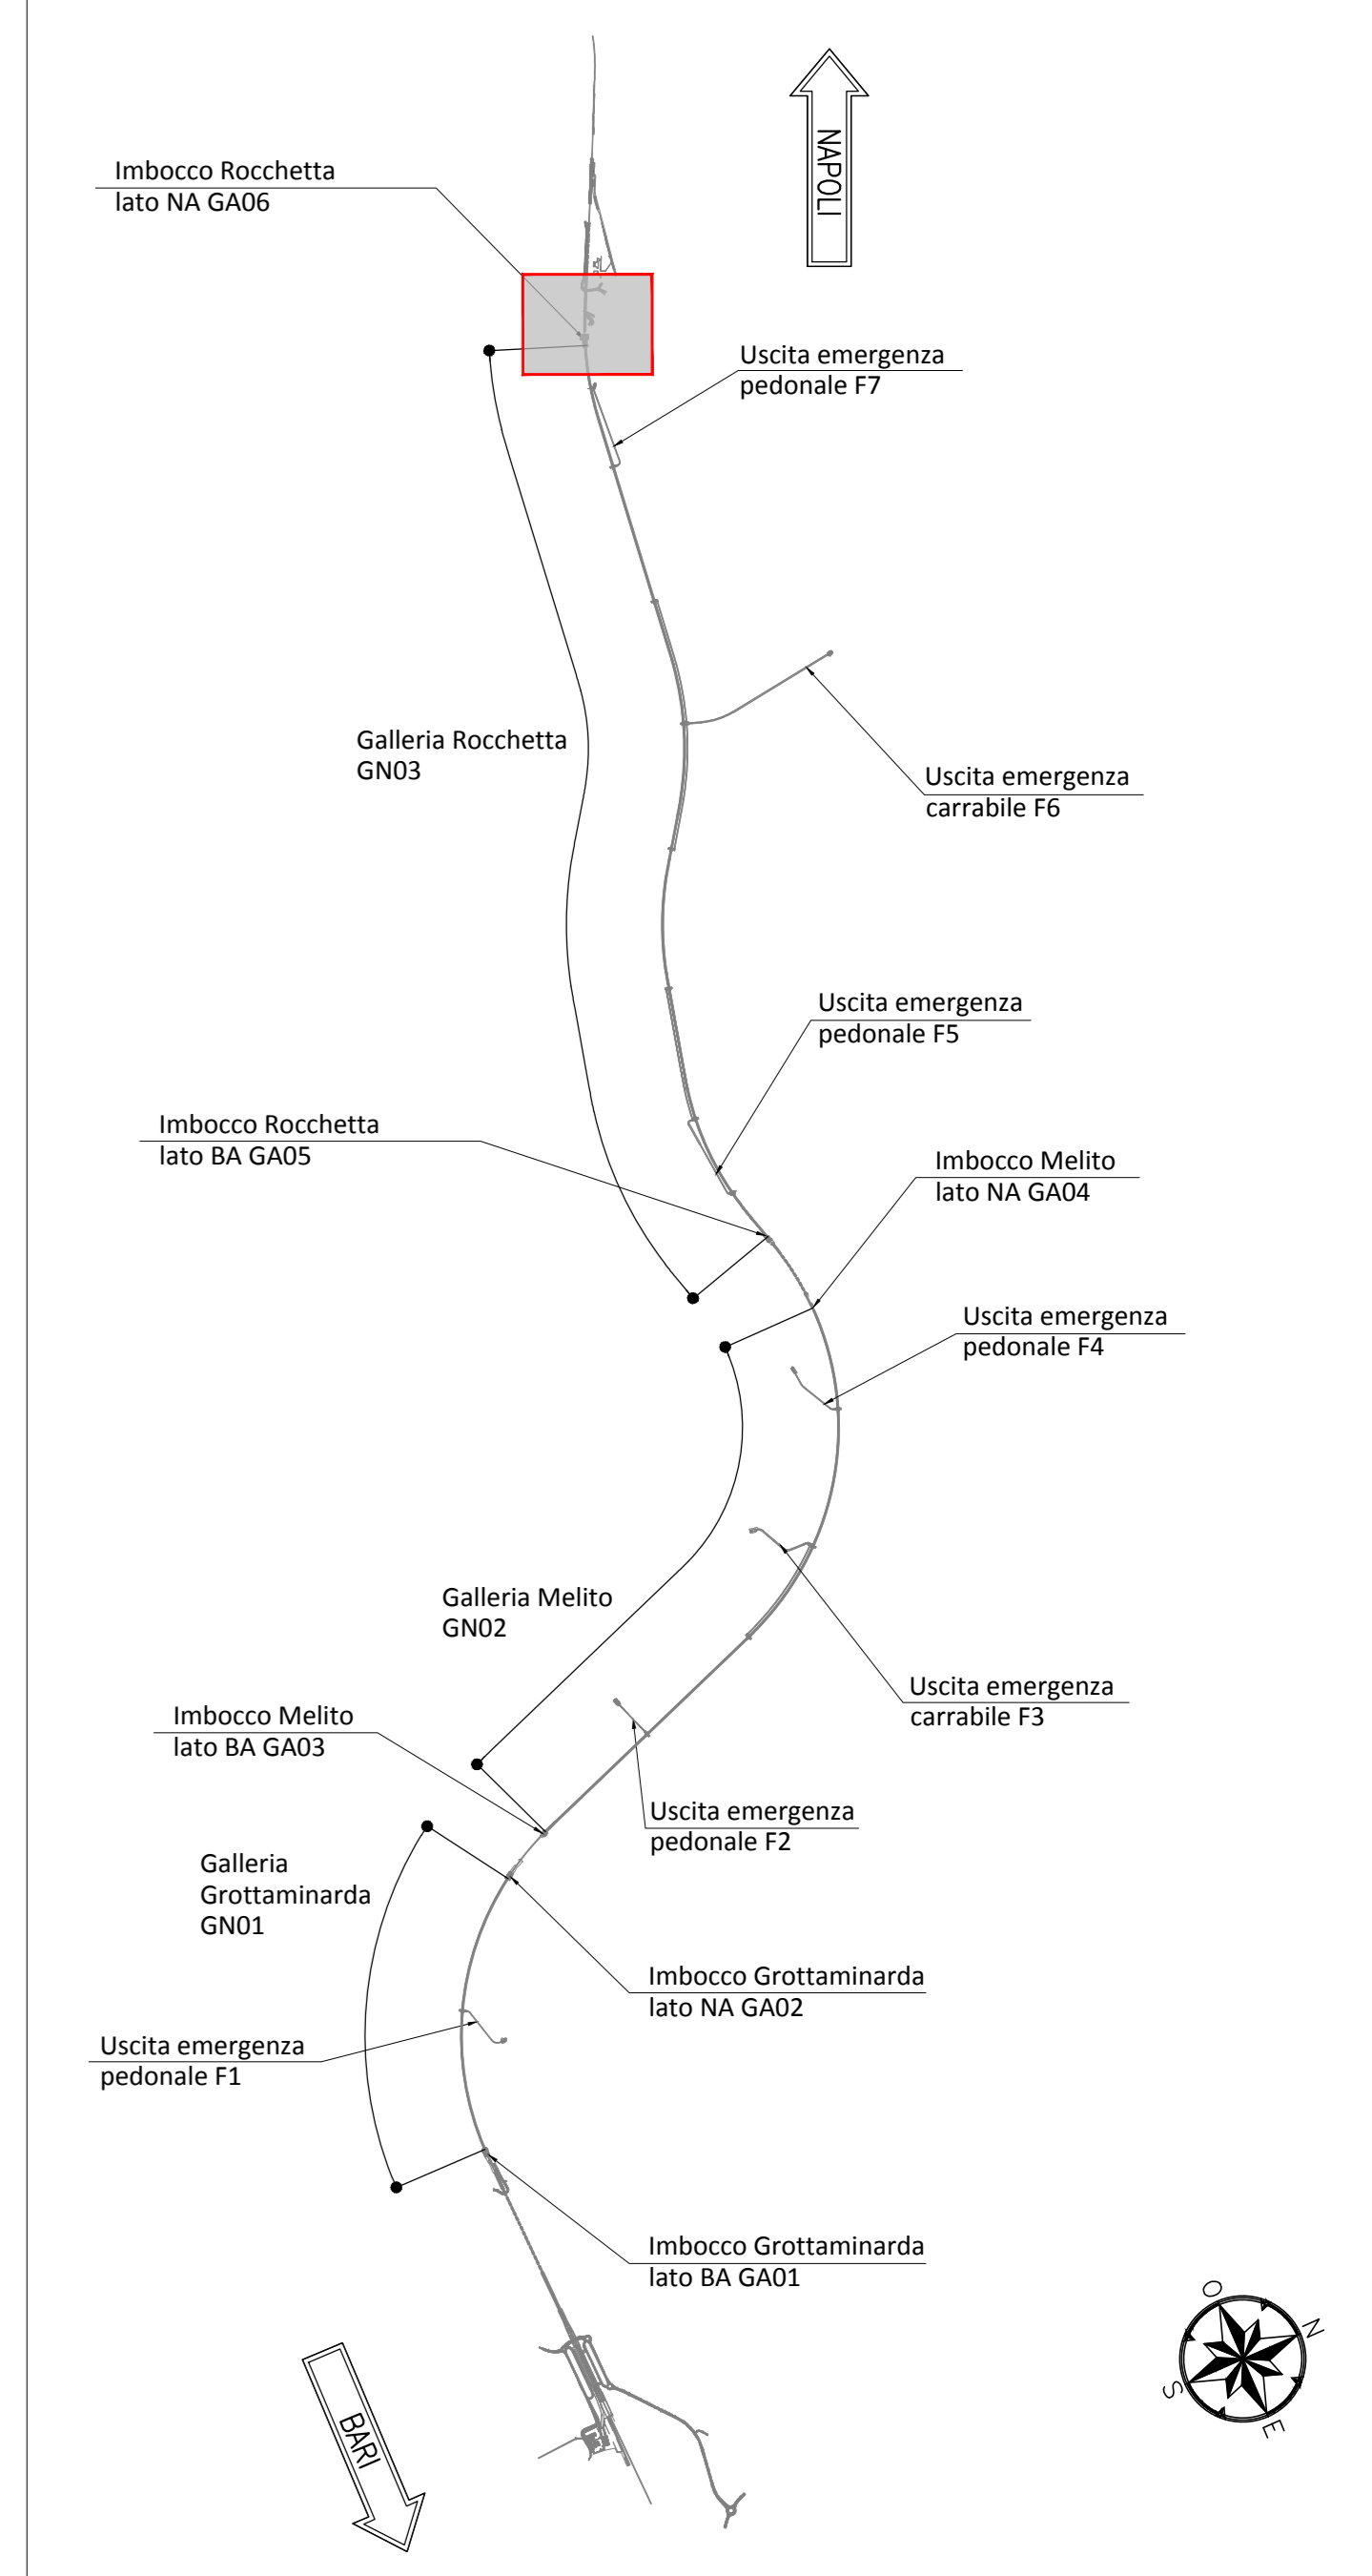 NAPOLI
Imbocco Rocchetta
lato NA GA06
Uscita emergenza
pedonale F7
Galleria Rocchetta
GN03
Uscita emergenza
carrabile F6
Uscita emergenza
pedonale F5
Imbocco Rocchetta
lato BA GA05
Imbocco Melito
lato NA GA04
Uscita emergenza
pedonale F4
Galleria Melito
GN02
Uscita emergenza
carrabile F3
Imbocco Melito
lato BA GA03
Uscita emergenza
pedonale F2
Galleria
Grottaminarda
GN01
Imbocco Grottaminarda
lato NA GA02
Uscita emergenza
pedonale F1
Imbocco Grottaminarda
lato BA GA01
BARI
O
N
S
E